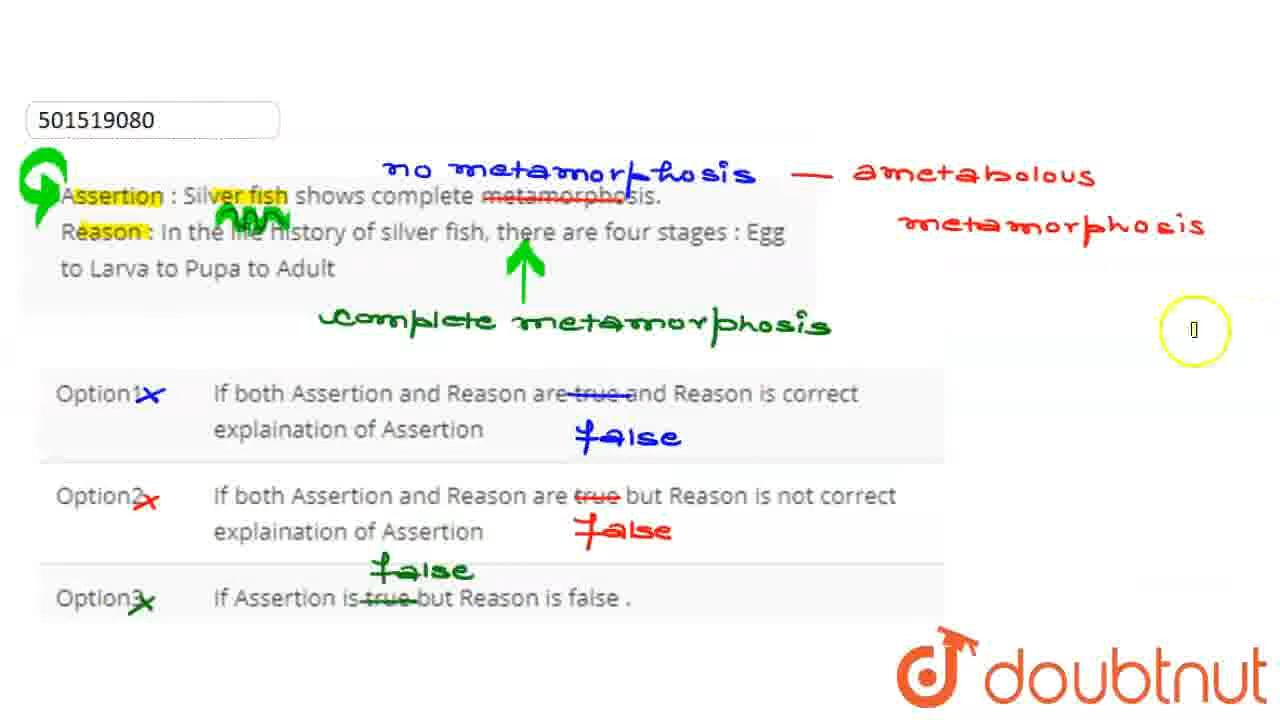 501519080
no metamorphosis — ametabolous
metamorphosis
Assertion : Silver fish shows complete metamorphosis.
Reason : In the life history of silver fish, there are four stages : Egg
to Larva to Pupa to Adult
complete metamorphosis
Option1 If both Assertion and Reason are true and Reason is correct
explaination of Assertion
false
Option2 If both Assertion and Reason are true but Reason is not correct
explaination of Assertion
false
false
Option3 If Assertion is true but Reason is false .
doubtnut